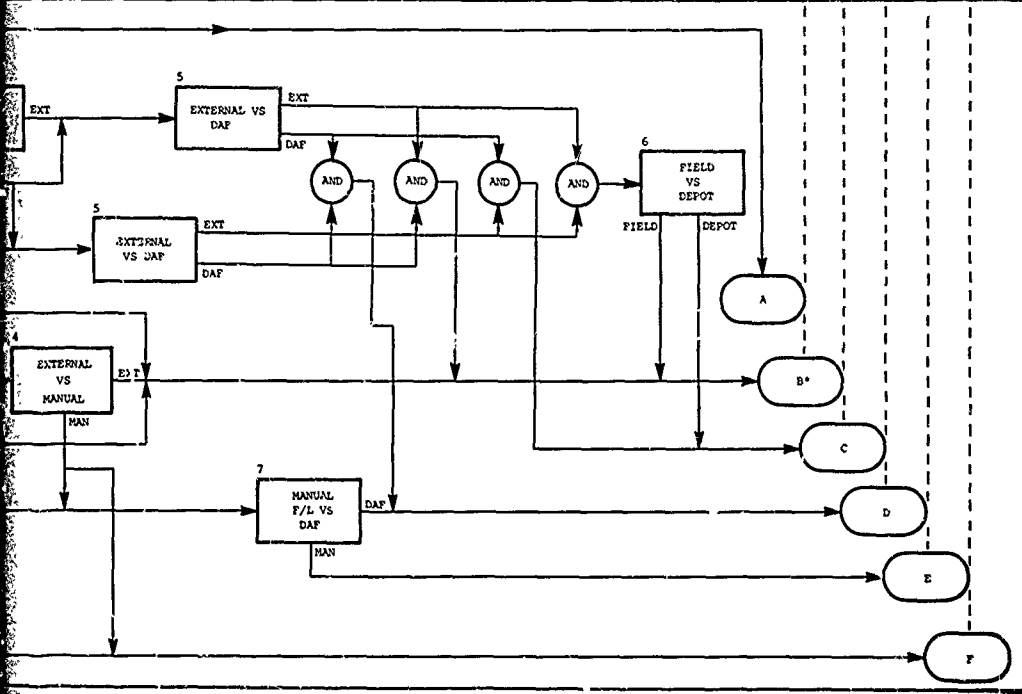 EXT
5
EXTERNAL VS
DAF
EXT
DAF
AND
AND
AND
AND
6
FIELD
VS
DEPOT
FIELD
DEPOT
5
EXTERNAL
VS DAF
EXT
DAF
A
4
EXTERNAL
VS
MANUAL
EXT
MAN
B*
C
7
MANUAL
F/L VS
DAF
DAF
MAN
D
E
F